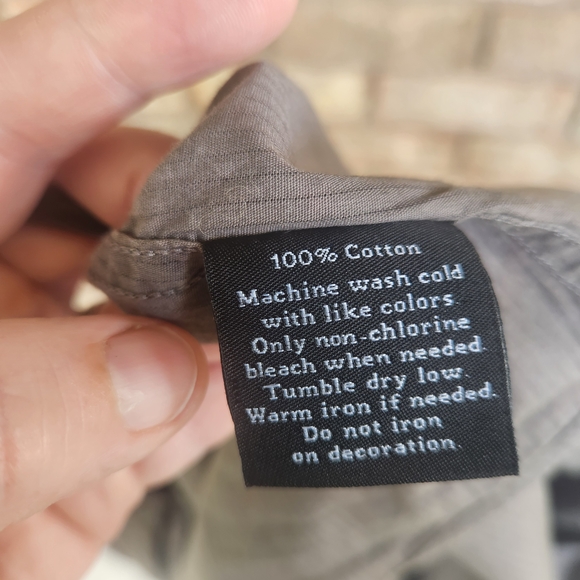 100% Cotton
Machine wash cold
with like colors
Only non-chlorine
bleach when needed.
Tumble dry low.
Warm iron if needed.
Do not iron
on decoration.